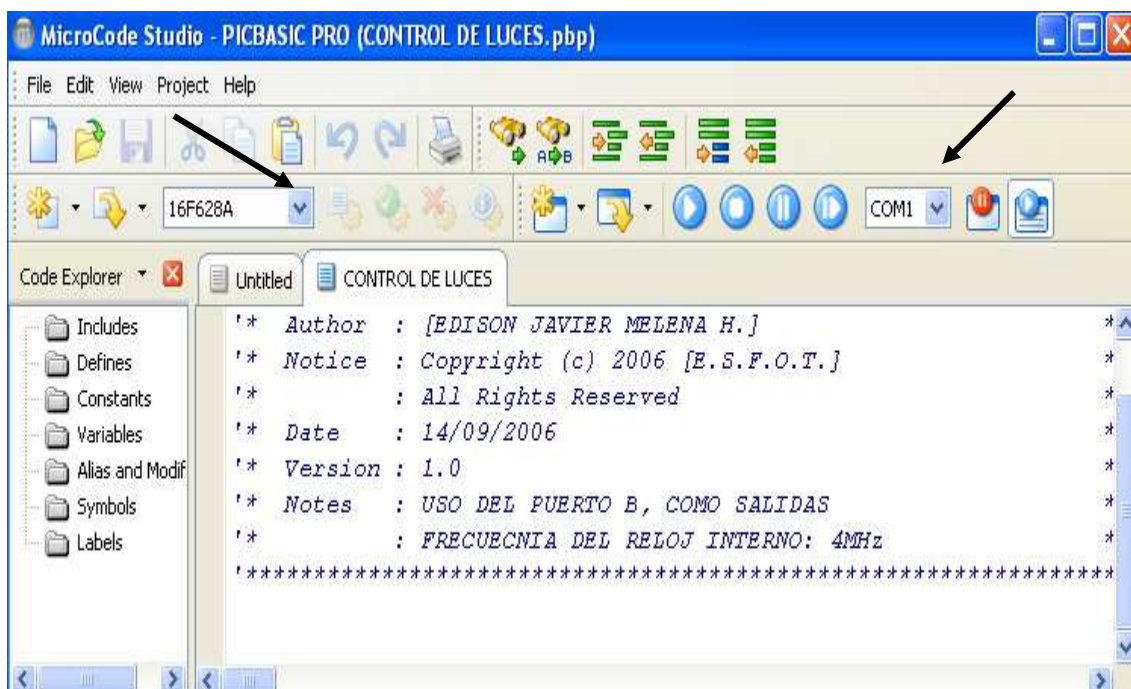 MicroCode Studio - PICBASIC PRO (CONTROL DE LUCES.pbp)
File Edit View Project Help
A B
16F628A COM1
Code Explorer Untitled CONTROL DE LUCES
Includes
Defines
Constants
Variables
Alias and Modif
Symbols
Labels
'* Author : [EDISON JAVIER MELENA H.] *
'* Notice : Copyright (c) 2006 [E.S.F.O.T.] *
'* : All Rights Reserved *
'* Date : 14/09/2006 *
'* Version : 1.0 *
'* Notes : USO DEL PUERTO B, COMO SALIDAS *
'* : FRECUECNIA DEL RELOJ INTERNO: 4MHz *
'****************************************************************